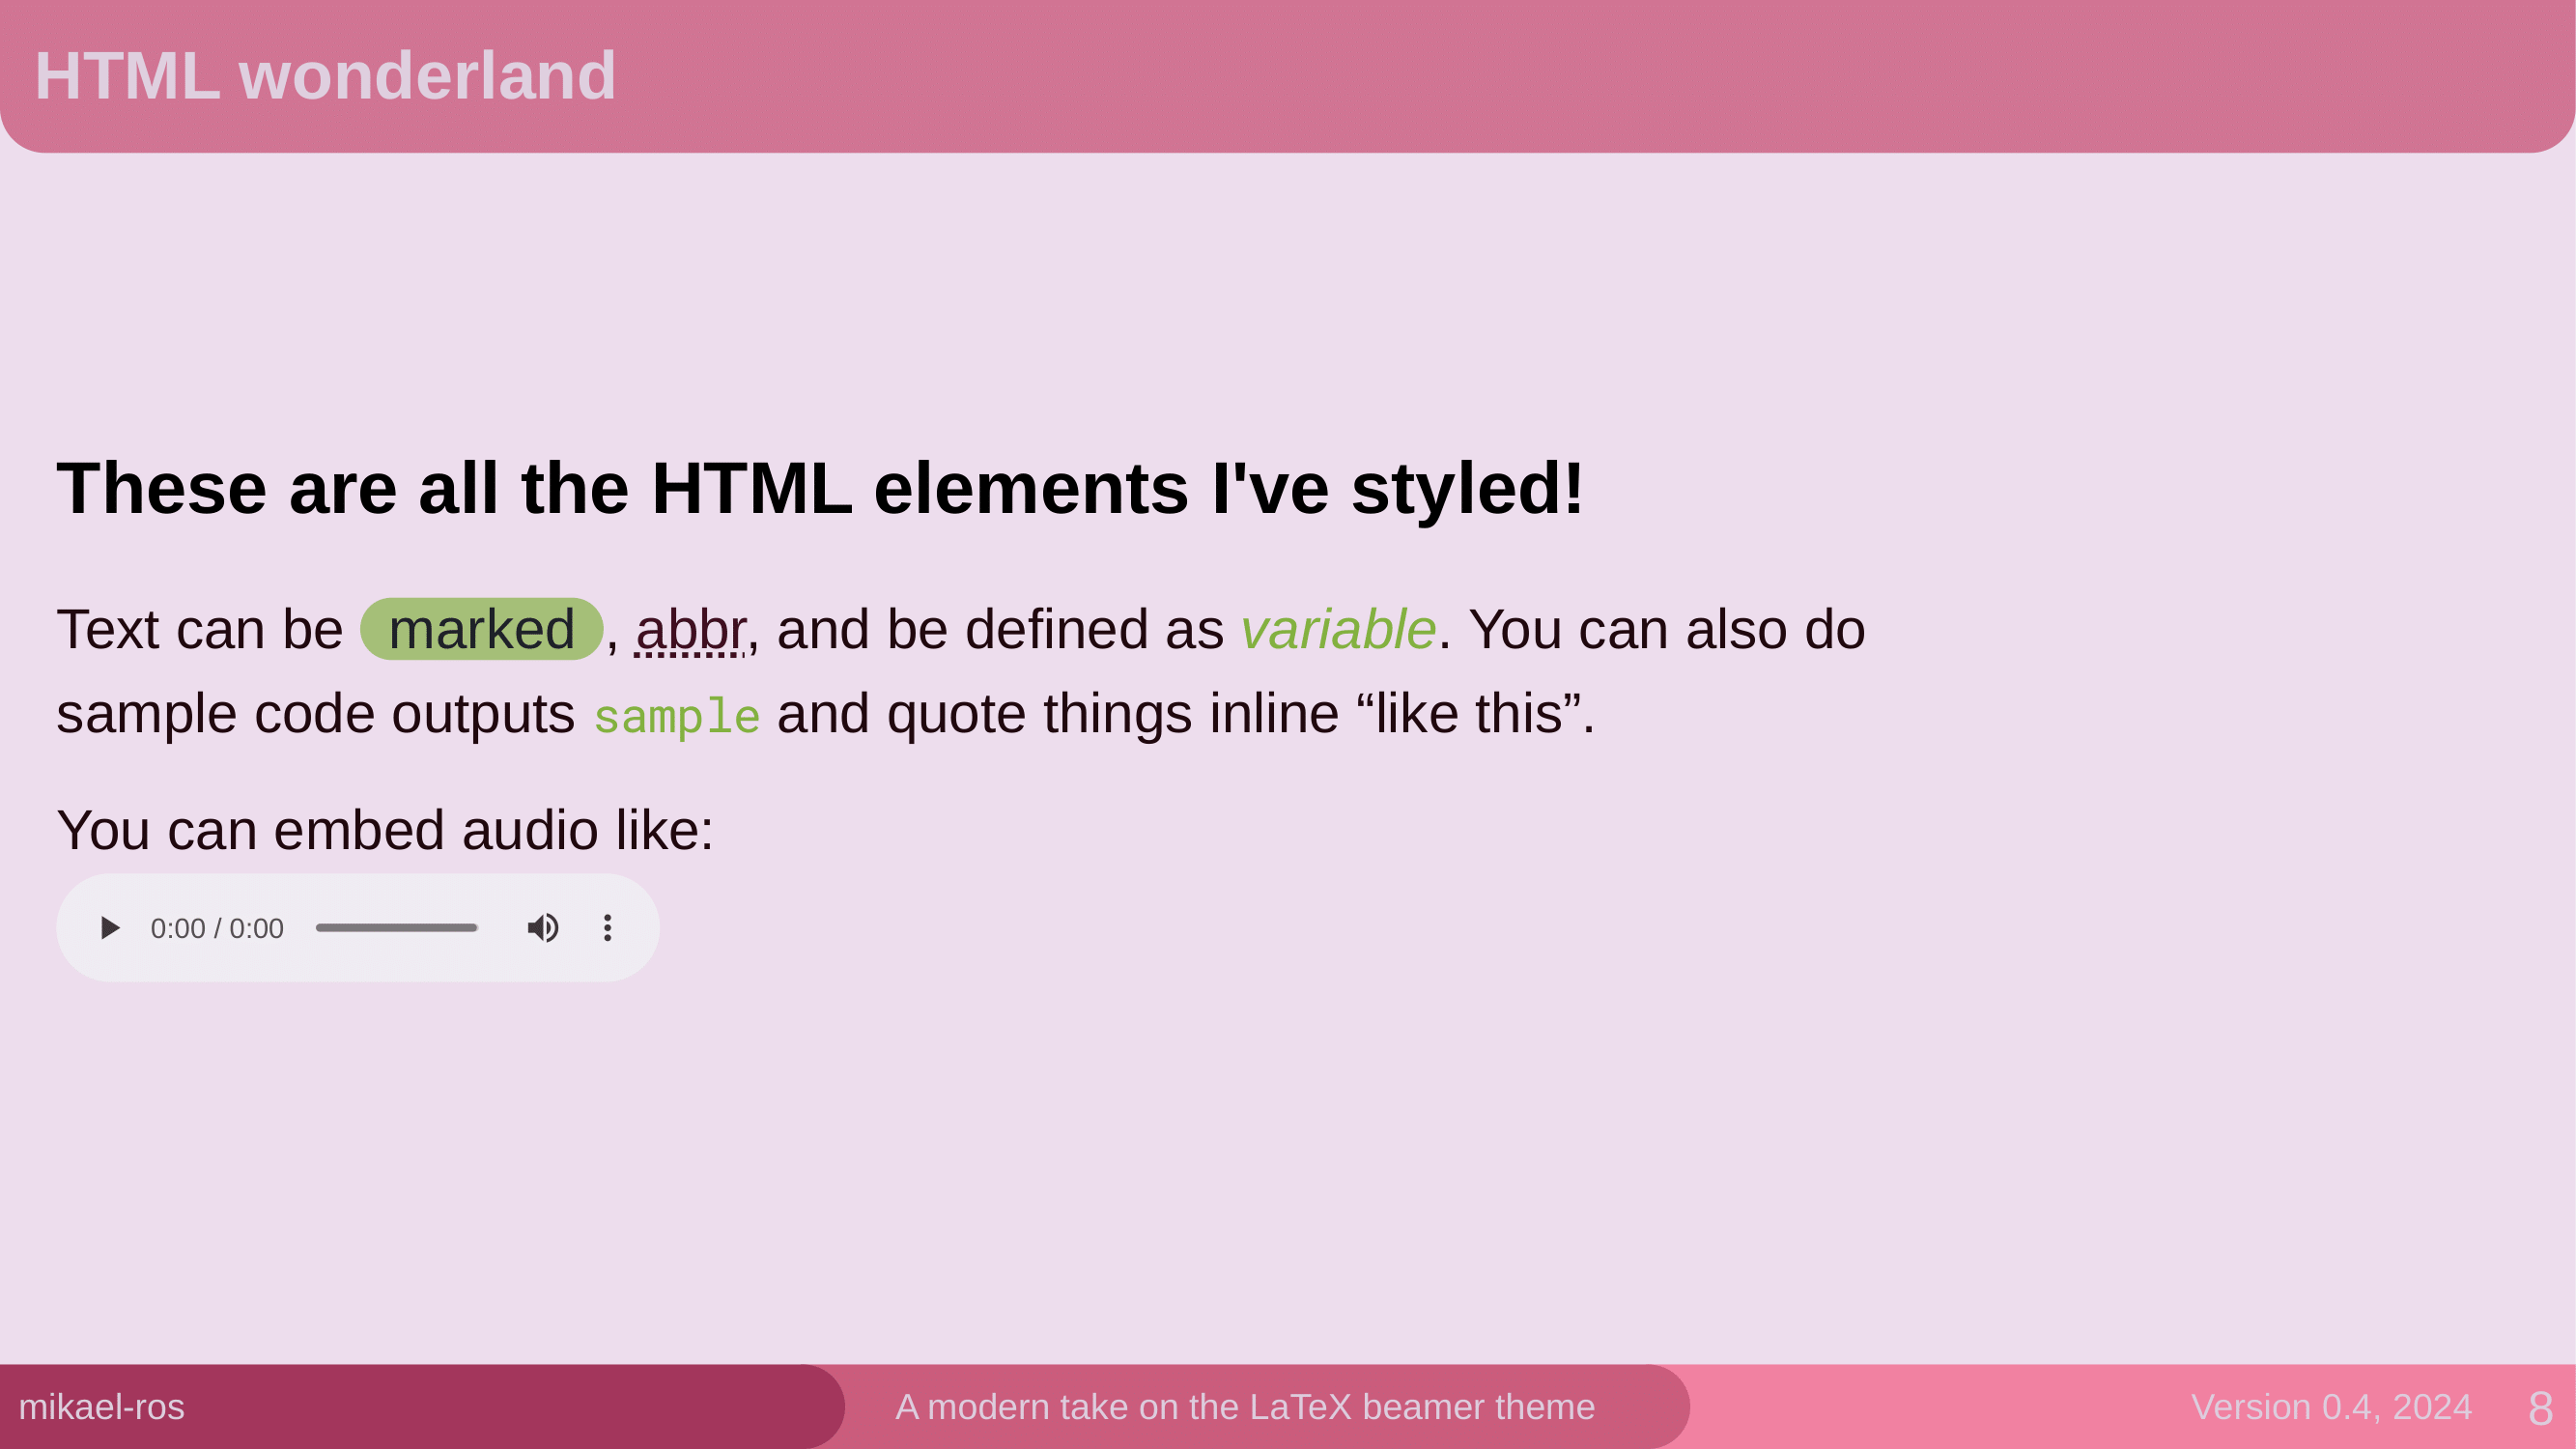 HTML wonderland
These are all the HTML elements I've styled!
Text can be marked , abbr, and be defined as variable. You can also do
sample code outputs sample and quote things inline “like this”.
You can embed audio like:
0:00 / 0:00
mikael-ros
A modern take on the LaTeX beamer theme
Version 0.4, 2024
8